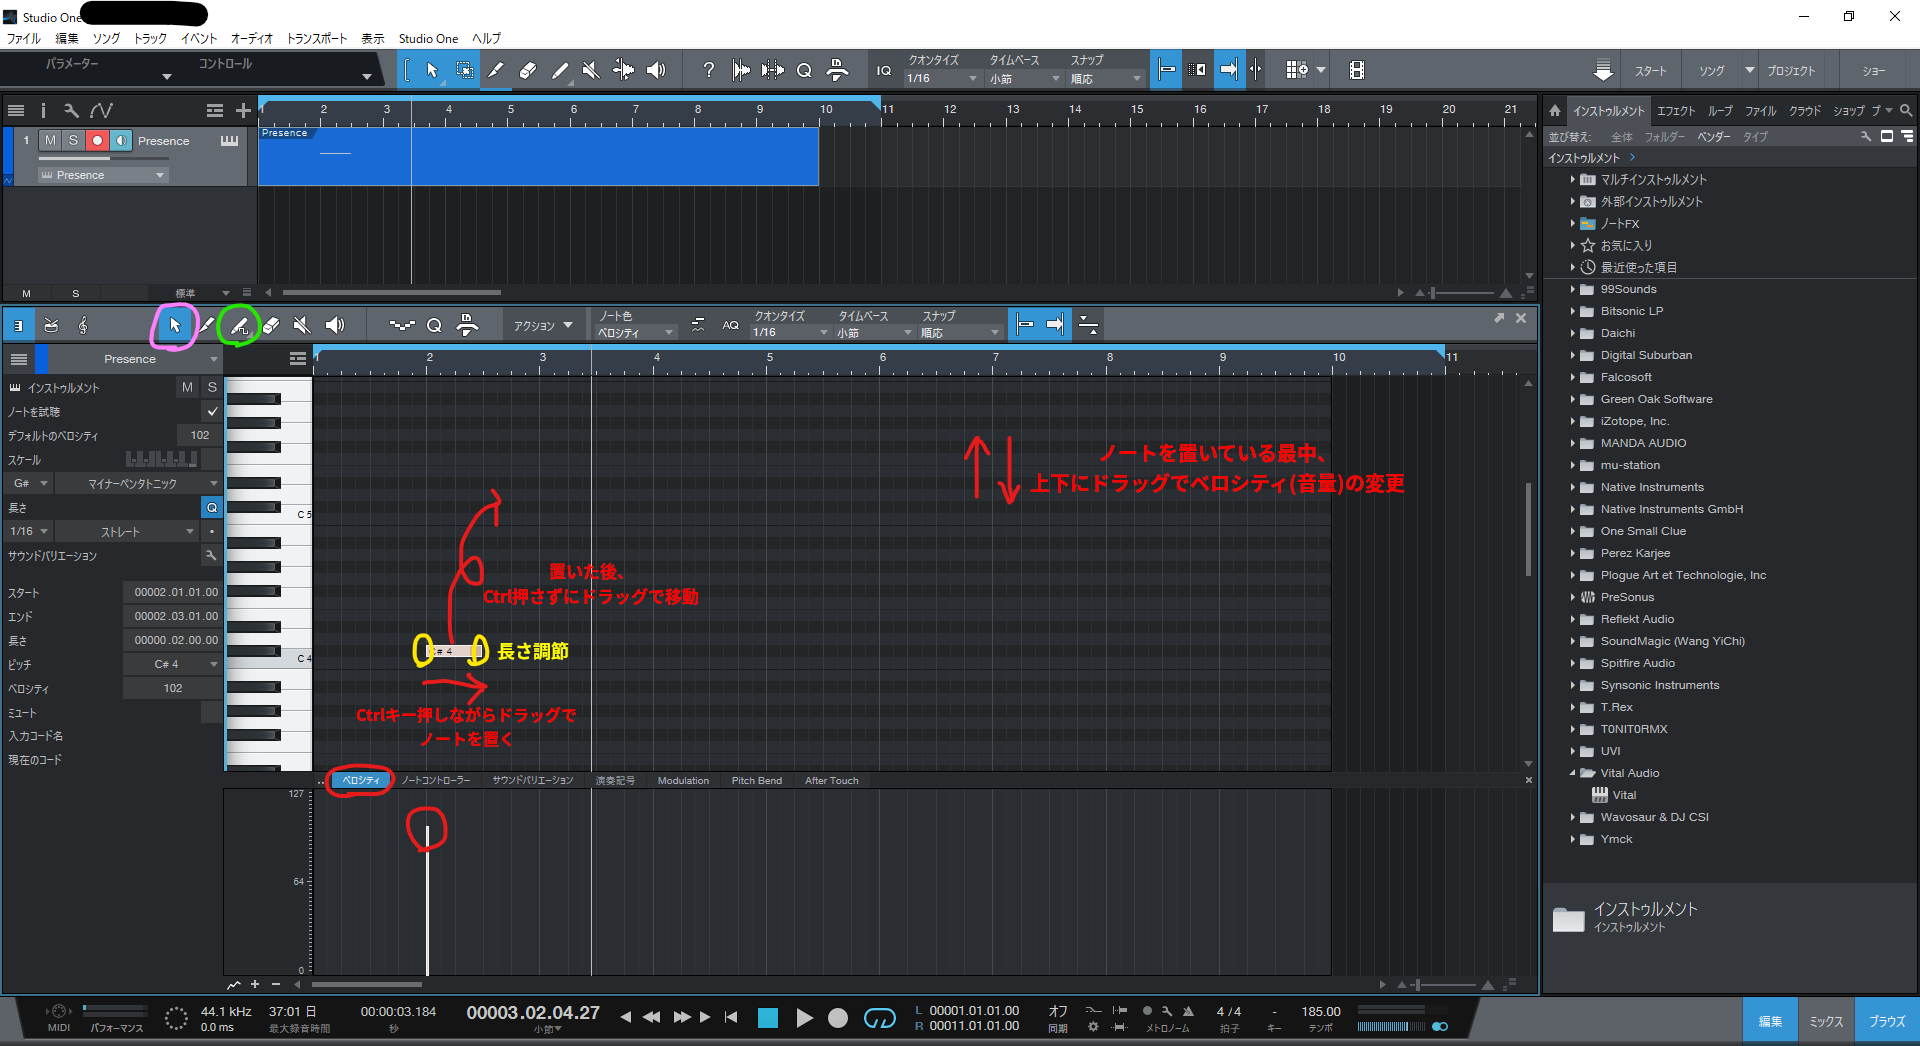 Studio One
ファイル 編集 ソング トラック イベント オーディオ トランスポート 表示 Studio One ヘルプ
パラメーター コントロール
? Q IQ
クオンタイズ タイムベース スナップ
1/16 小節 順応
スタート ソング プロジェクト ショー
1 2 3 4 5 6 7 8 9 10 11 12 13 14 15 16 17 18 19 20 21
1 M S Presence
Presence
Presence
M S 標準
アクション
ノート色
ベロシティ
AQ
クオンタイズ タイムベース スナップ
1/16 小節 順応
Presence
1 2 3 4 5 6 7 8 9 10 11
インストゥルメント M S
ノートを試聴
デフォルトのベロシティ 102
スケール
G# マイナーペンタトニック
長さ Q
1/16 ストレート
サウンドバリエーション
スタート 00002.01.01.00
エンド 00002.03.01.00
長さ 00000.02.00.00
ピッチ C# 4
ベロシティ 102
ミュート
入力コード名
現在のコード
C 5
C 4
ノートを置いている最中、
上下にドラッグでベロシティ(音量)の変更
置いた後、
Ctrl押さずにドラッグで移動
C# 4
長さ調節
Ctrlキー押しながらドラッグで
ノートを置く
.. ベロシティ ノートコントローラー サウンドバリエーション 演奏記号 Modulation Pitch Bend After Touch
127
64
0
インストゥルメント エフェクト ループ ファイル クラウド ショップ プ
並び替え: 全体 フォルダー ベンダー タイプ
インストゥルメント
マルチインストゥルメント
外部インストゥルメント
ノートFX
お気に入り
最近使った項目
99Sounds
Bitsonic LP
Daichi
Digital Suburban
Falcosoft
Green Oak Software
iZotope, Inc.
MANDA AUDIO
mu-station
Native Instruments
Native Instruments GmbH
One Small Clue
Perez Karjee
Plogue Art et Technologie, Inc
PreSonus
Reflekt Audio
SoundMagic (Wang YiChi)
Spitfire Audio
Synsonic Instruments
T.Rex
T0NIT0RMX
UVI
Vital Audio
Vital
Wavosaur & DJ CSI
Ymck
インストゥルメント
インストゥルメント
MIDI パフォーマンス
44.1 kHz
0.0 ms
37:01 日
最大録音時間
00:00:03.184
秒
00003.02.04.27
小節
L 00001.01.01.00
R 00011.01.01.00
オフ
同期
メトロノーム
4 / 4
拍子
-
キー
185.00
テンポ
編集 ミックス ブラウズ